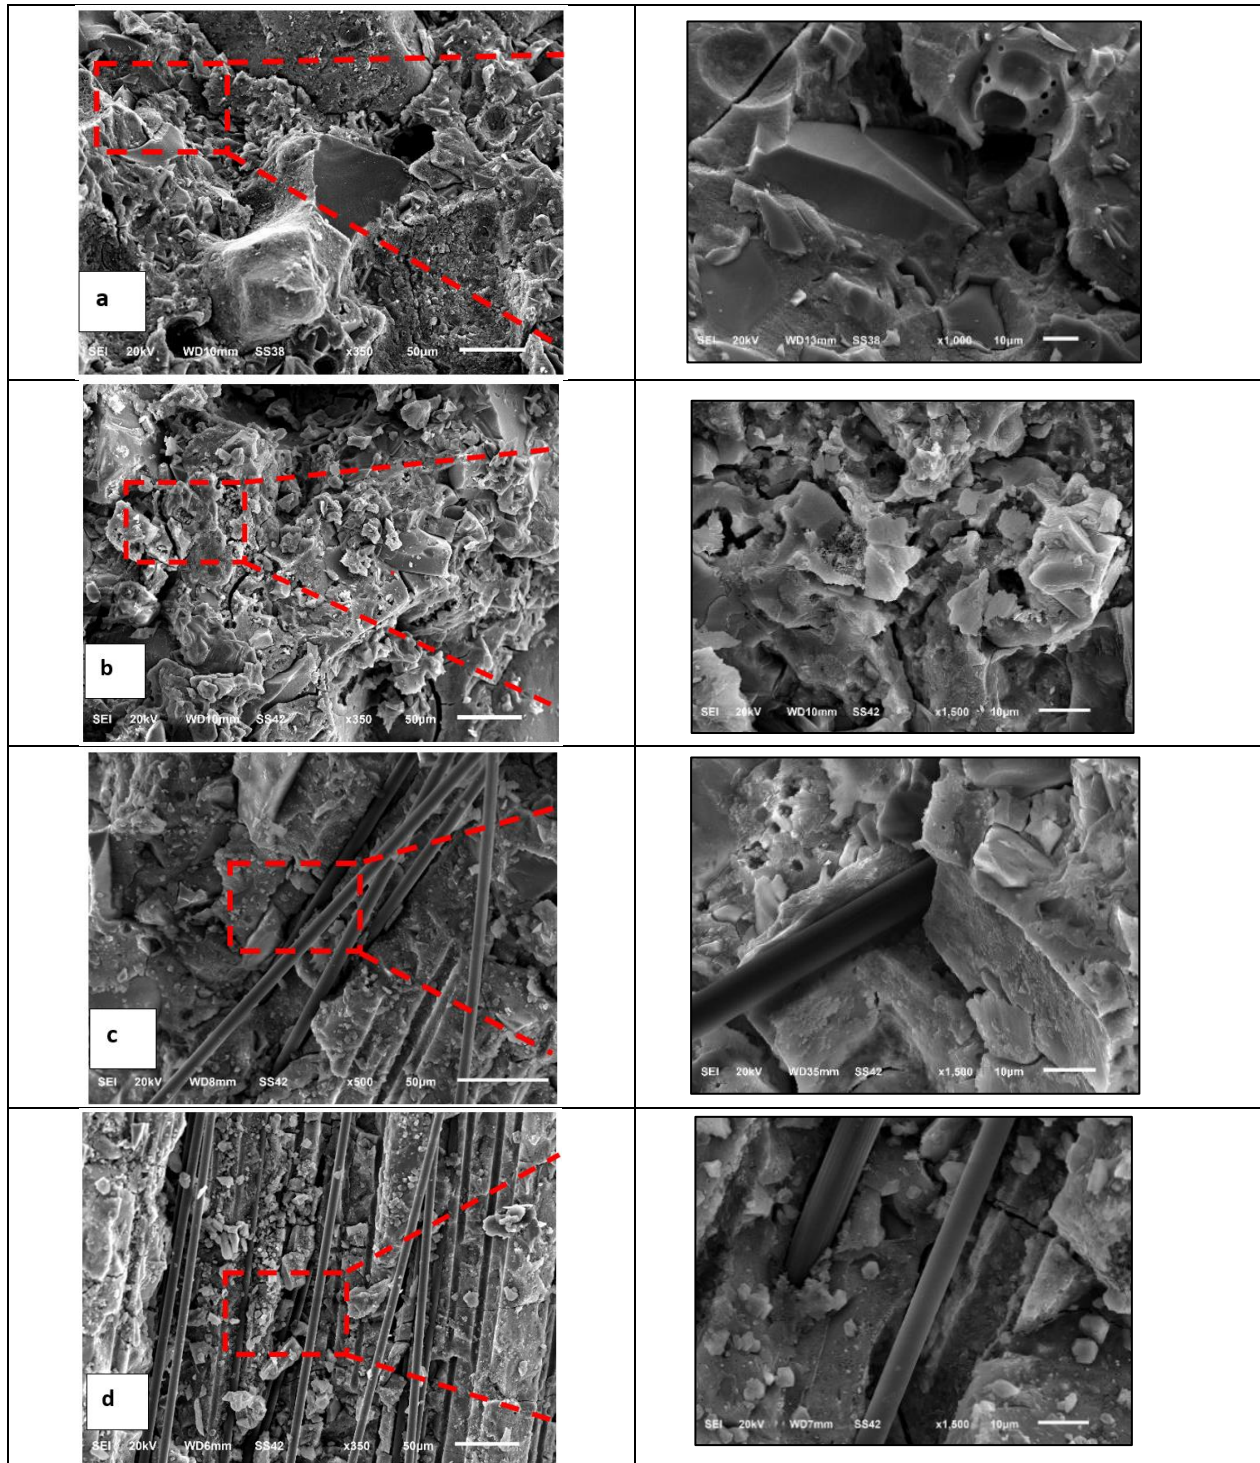 a
SEI 20kV WD10mm SS38 x350 50µm
SEI 20kV WD13mm SS38 x1,000 10µm
b
SEI 20kV WD10mm SS42 x350 50µm
SEI 20kV WD10mm SS42 x1,500 10µm
c
SEI 20kV WD8mm SS42 x500 50µm
SEI 20kV WD35mm SS42 x1,500 10µm
d
SEI 20kV WD6mm SS42 x350 50µm
SEI 20kV WD7mm SS42 x1,500 10µm